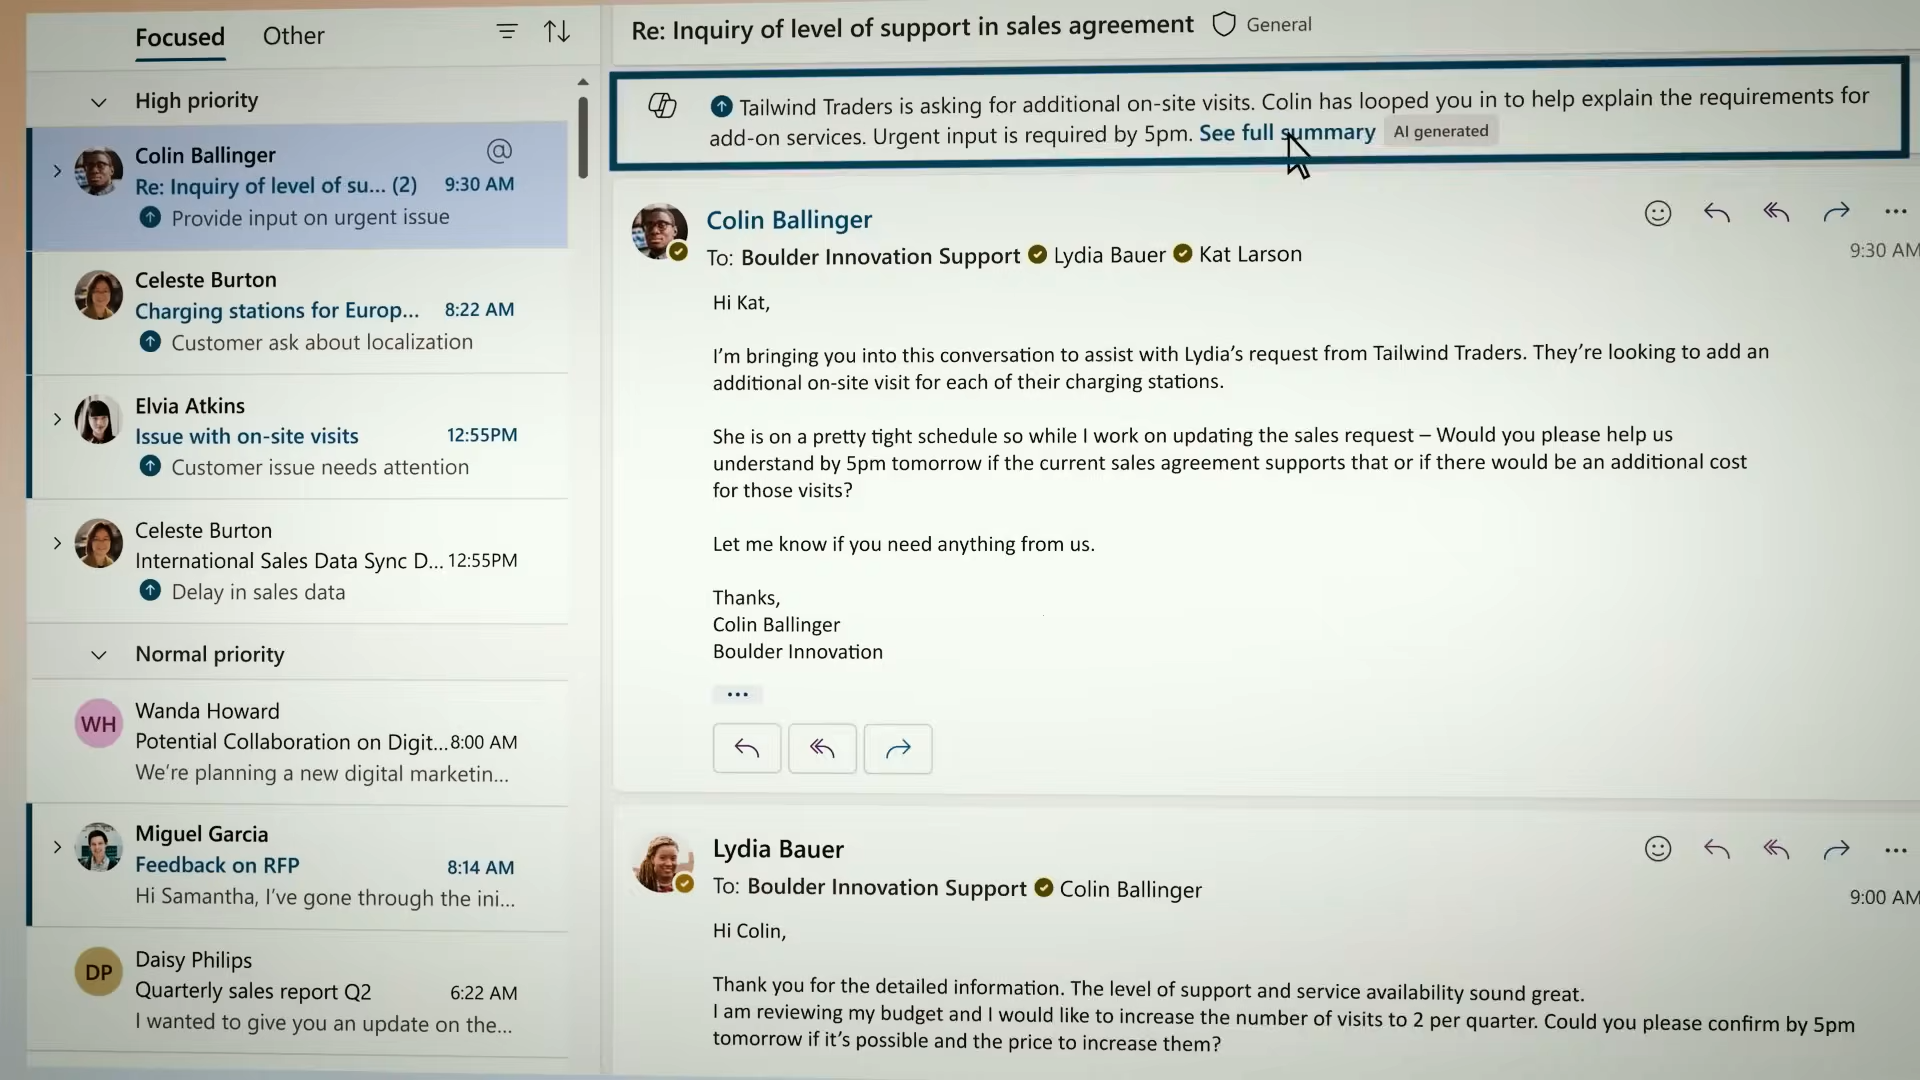 Focused
Other
High priority
Colin Ballinger
@
Re: Inquiry of level of su... (2)
9:30 AM
Provide input on urgent issue
Celeste Burton
Charging stations for Europ...
8:22 AM
Customer ask about localization
Elvia Atkins
Issue with on-site visits
12:55PM
Customer issue needs attention
Celeste Burton
International Sales Data Sync D...
12:55PM
Delay in sales data
Normal priority
WH
Wanda Howard
Potential Collaboration on Digit...
8:00 AM
We're planning a new digital marketin...
Miguel Garcia
Feedback on RFP
8:14 AM
Hi Samantha, I've gone through the ini...
DP
Daisy Philips
Quarterly sales report Q2
6:22 AM
I wanted to give you an update on the...
Re: Inquiry of level of support in sales agreement
General
Tailwind Traders is asking for additional on-site visits. Colin has looped you in to help explain the requirements for
add-on services. Urgent input is required by 5pm. See full summary
AI generated
Colin Ballinger
To: Boulder Innovation Support Lydia Bauer Kat Larson
9:30 AM
Hi Kat,
I'm bringing you into this conversation to assist with Lydia's request from Tailwind Traders. They're looking to add an
additional on-site visit for each of their charging stations.
She is on a pretty tight schedule so while I work on updating the sales request – Would you please help us
understand by 5pm tomorrow if the current sales agreement supports that or if there would be an additional cost
for those visits?
Let me know if you need anything from us.
Thanks,
Colin Ballinger
Boulder Innovation
Lydia Bauer
To: Boulder Innovation Support Colin Ballinger
9:00 AM
Hi Colin,
Thank you for the detailed information. The level of support and service availability sound great.
I am reviewing my budget and I would like to increase the number of visits to 2 per quarter. Could you please confirm by 5pm
tomorrow if it's possible and the price to increase them?